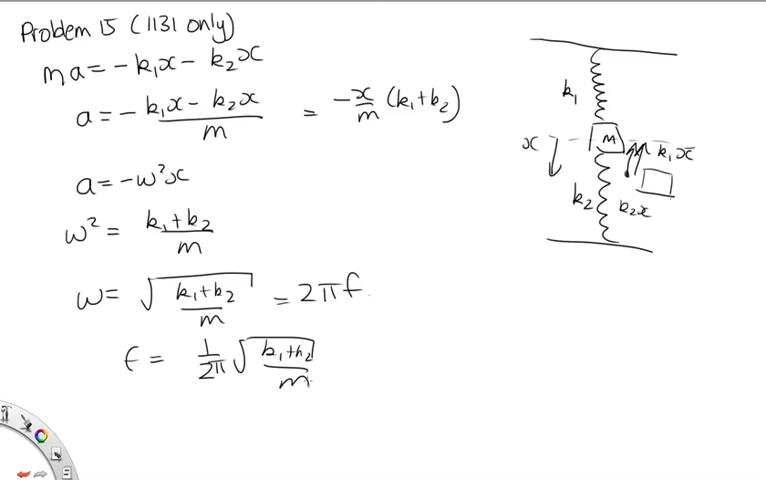 Problem 15 (1131 only)
ma = -k₁x - k₂x
a = - k₁x - k₂x / m = -x/m (k₁+k₂)
a = -ω²x
ω² = k₁+k₂ / m
ω = √(k₁+k₂ / m) = 2πf.
f = 1/2π √(k₁+k₂ / m)
k₁
x
m
k₁x
k₂
k₂x